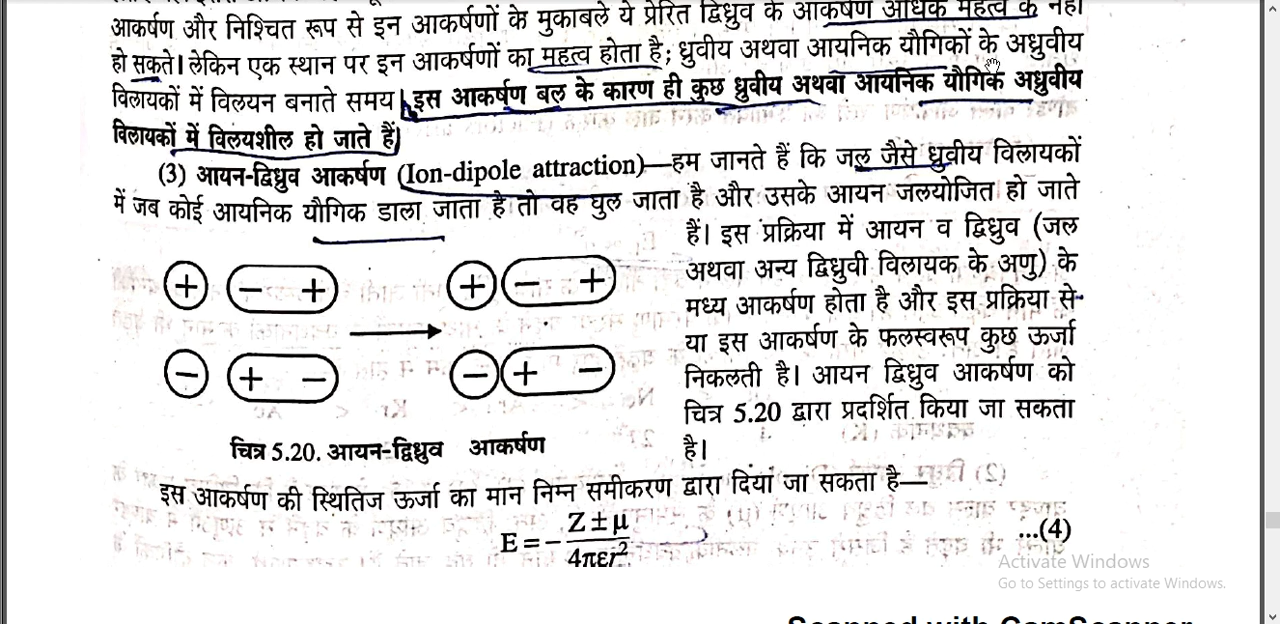 आकर्षण और निश्चित रूप से इन आकर्षणों के मुकाबले ये प्रेरित द्विध्रुव के आकर्षण अधिक महत्व के नहीं
हो सकते। लेकिन एक स्थान पर इन आकर्षणों का महत्व होता है; ध्रुवीय अथवा आयनिक यौगिकों के अध्रुवीय
विलायकों में विलयन बनाते समय। इस आकर्षण बल के कारण ही कुछ ध्रुवीय अथवा आयनिक यौगिक अध्रुवीय
विलायकों में विलयशील हो जाते हैं।
(3) आयन-द्विध्रुव आकर्षण (Ion-dipole attraction)—हम जानते हैं कि जल जैसे ध्रुवीय विलायकों
में जब कोई आयनिक यौगिक डाला जाता है तो वह घुल जाता है और उसके आयन जलयोजित हो जाते
हैं। इस प्रक्रिया में आयन व द्विध्रुव (जल
अथवा अन्य द्विध्रुवी विलायक के अणु) के
मध्य आकर्षण होता है और इस प्रक्रिया से
या इस आकर्षण के फलस्वरूप कुछ ऊर्जा
निकलती है। आयन द्विध्रुव आकर्षण को
चित्र 5.20 द्वारा प्रदर्शित किया जा सकता
है।
+ − + + − +
− + − − + −
चित्र 5.20. आयन-द्विध्रुव आकर्षण
इस आकर्षण की स्थितिज ऊर्जा का मान निम्न समीकरण द्वारा दिया जा सकता है—
E = − Z ± μ / 4πεr² ...(4)
Activate Windows
Go to Settings to activate Windows.
Scanned with CamScanner